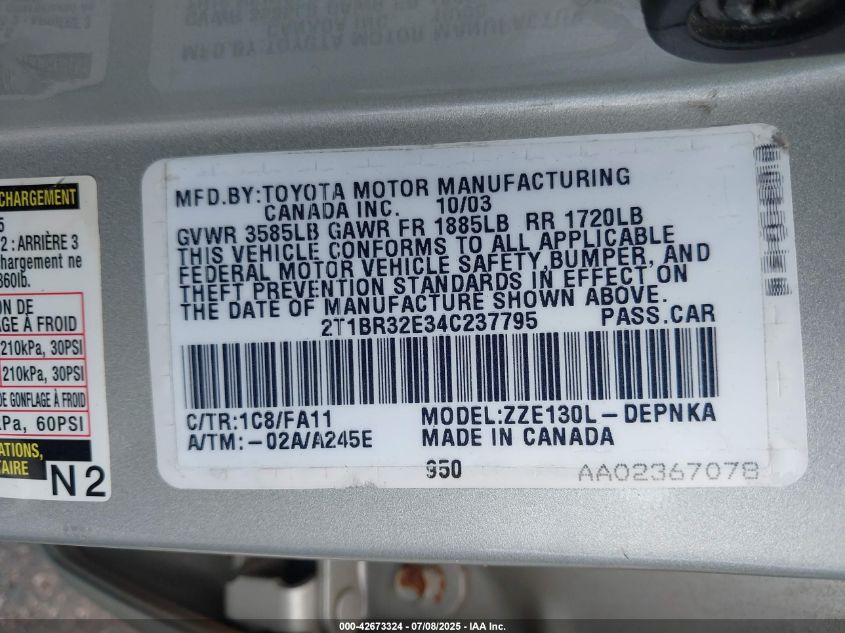 MFD.BY:TOYOTA MOTOR MANUFACTURING
CANADA INC. 10/03
GVWR 3585LB GAWR FR 1885LB RR 1720LB
THIS VEHICLE CONFORMS TO ALL APPLICABLE
FEDERAL MOTOR VEHICLE SAFETY,BUMPER, AND
THEFT PREVENTION STANDARDS IN EFFECT ON
THE DATE OF MANUFACTURE SHOWN ABOVE.
2T1BR32E34C237795 PASS.CAR
C/TR:1C8/FA11 MODEL:ZZE130L-DEPNKA
A/TM:-02A/A245E MADE IN CANADA
950
AA02367078
CHARGEMENT
5
2 : ARRIÈRE 3
chargement ne
360lb.
ION DE
LAGE À FROID
210kPa, 30PSI
210kPa, 30PSI
DE GONFLAGE À FROID
kPa, 60PSI
ATIONS,
TAIRE
N2
000-42673324 | 07/08/2025 - IAA Inc.